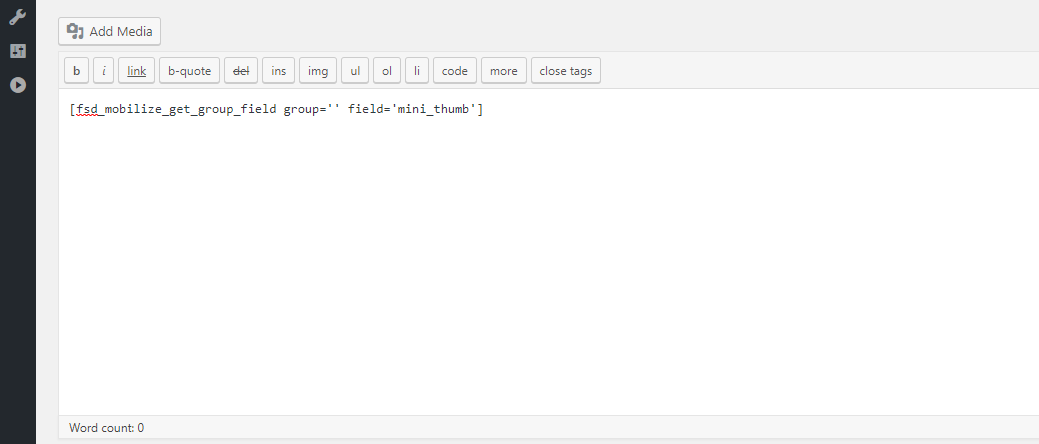 Add Media
b i link b-quote del ins img ul ol li code more close tags
[fsd_mobilize_get_group_field group='' field='mini_thumb']
Word count: 0